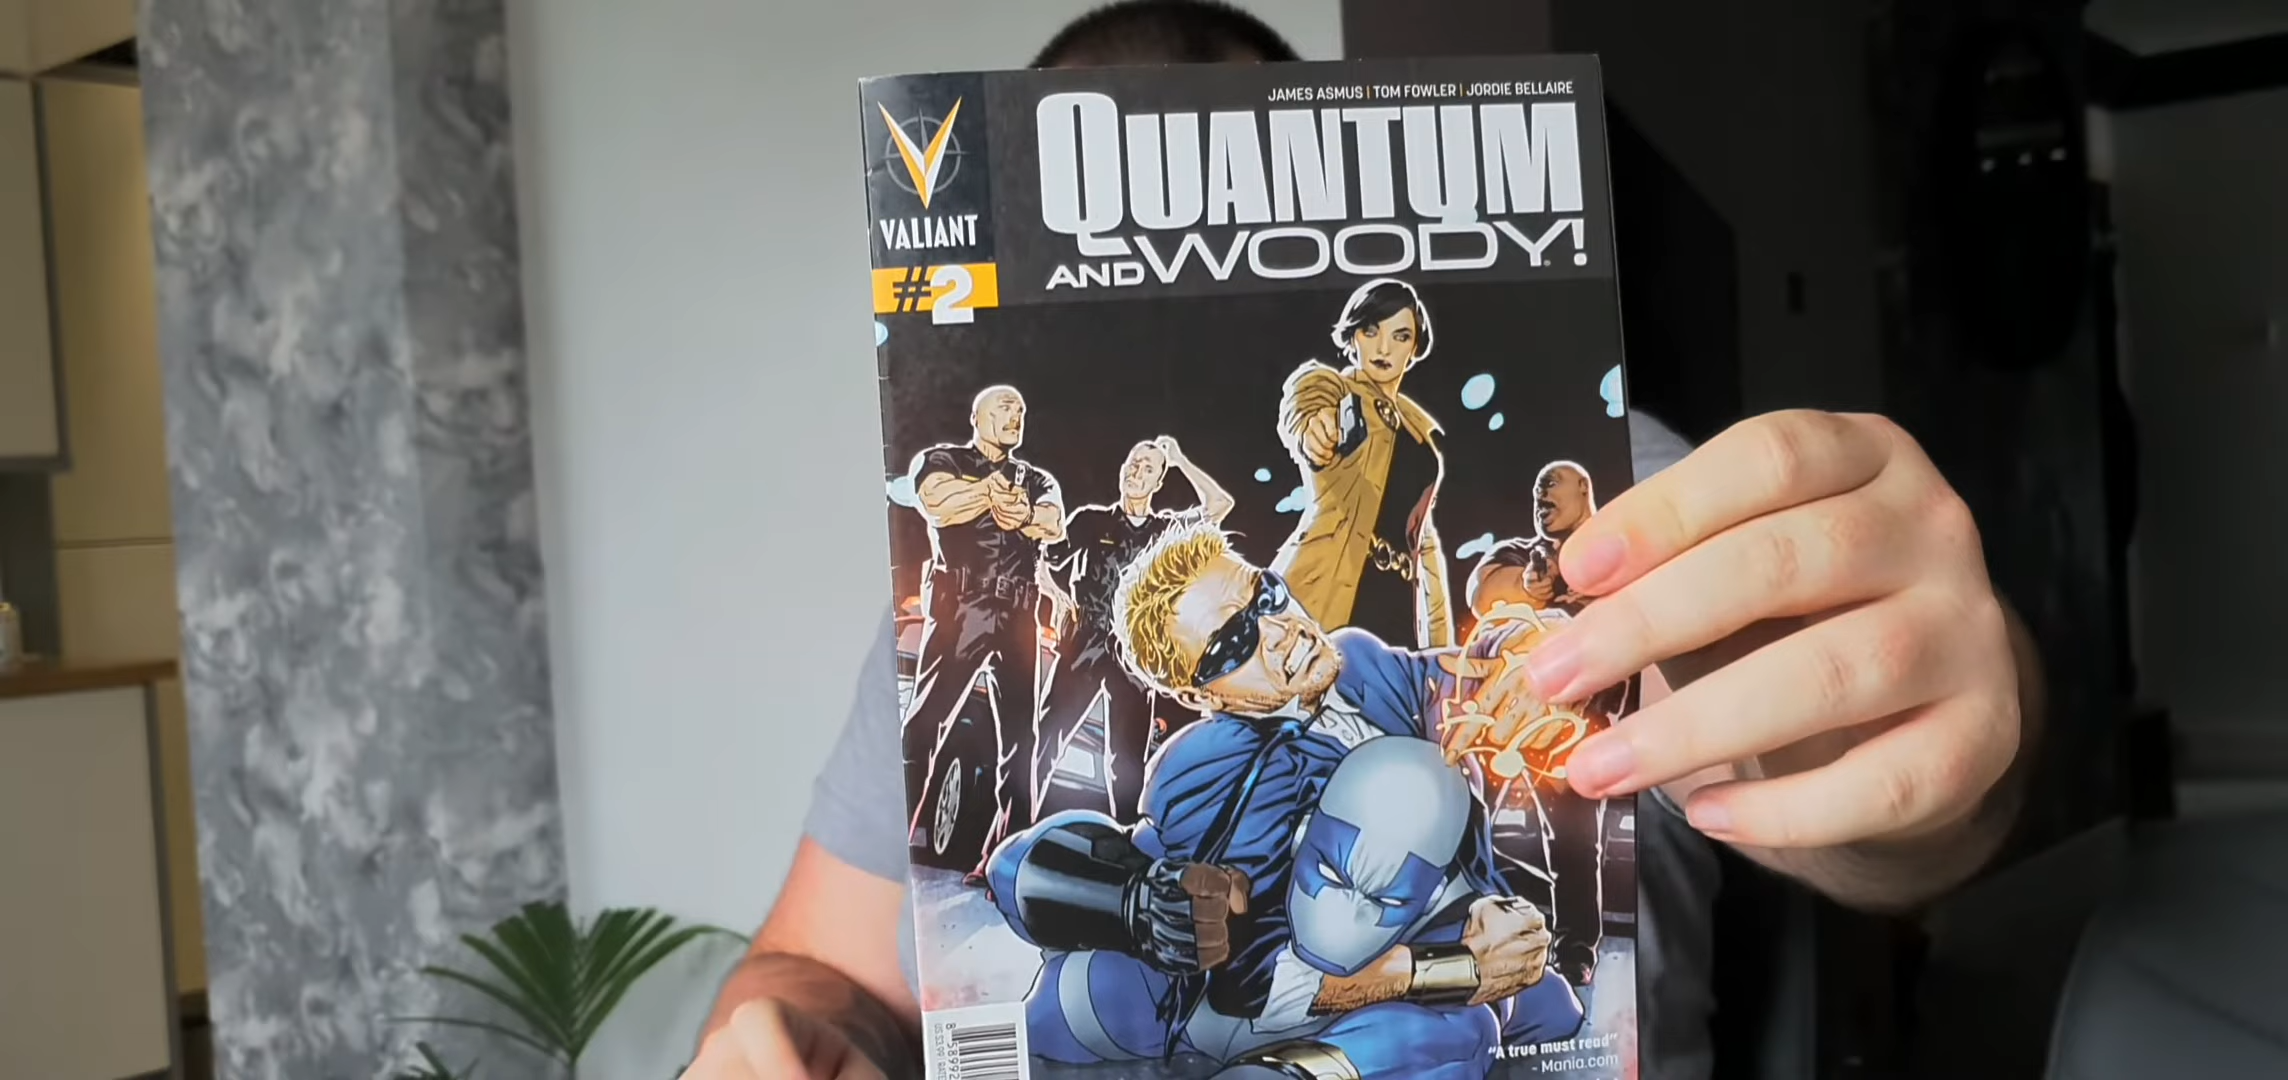 JAMES ASMUS | TOM FOWLER | JORDIE BELLAIRE
QUANTUM
AND WOODY!
VALIANT
#2
"A true must read"
- Mania.com